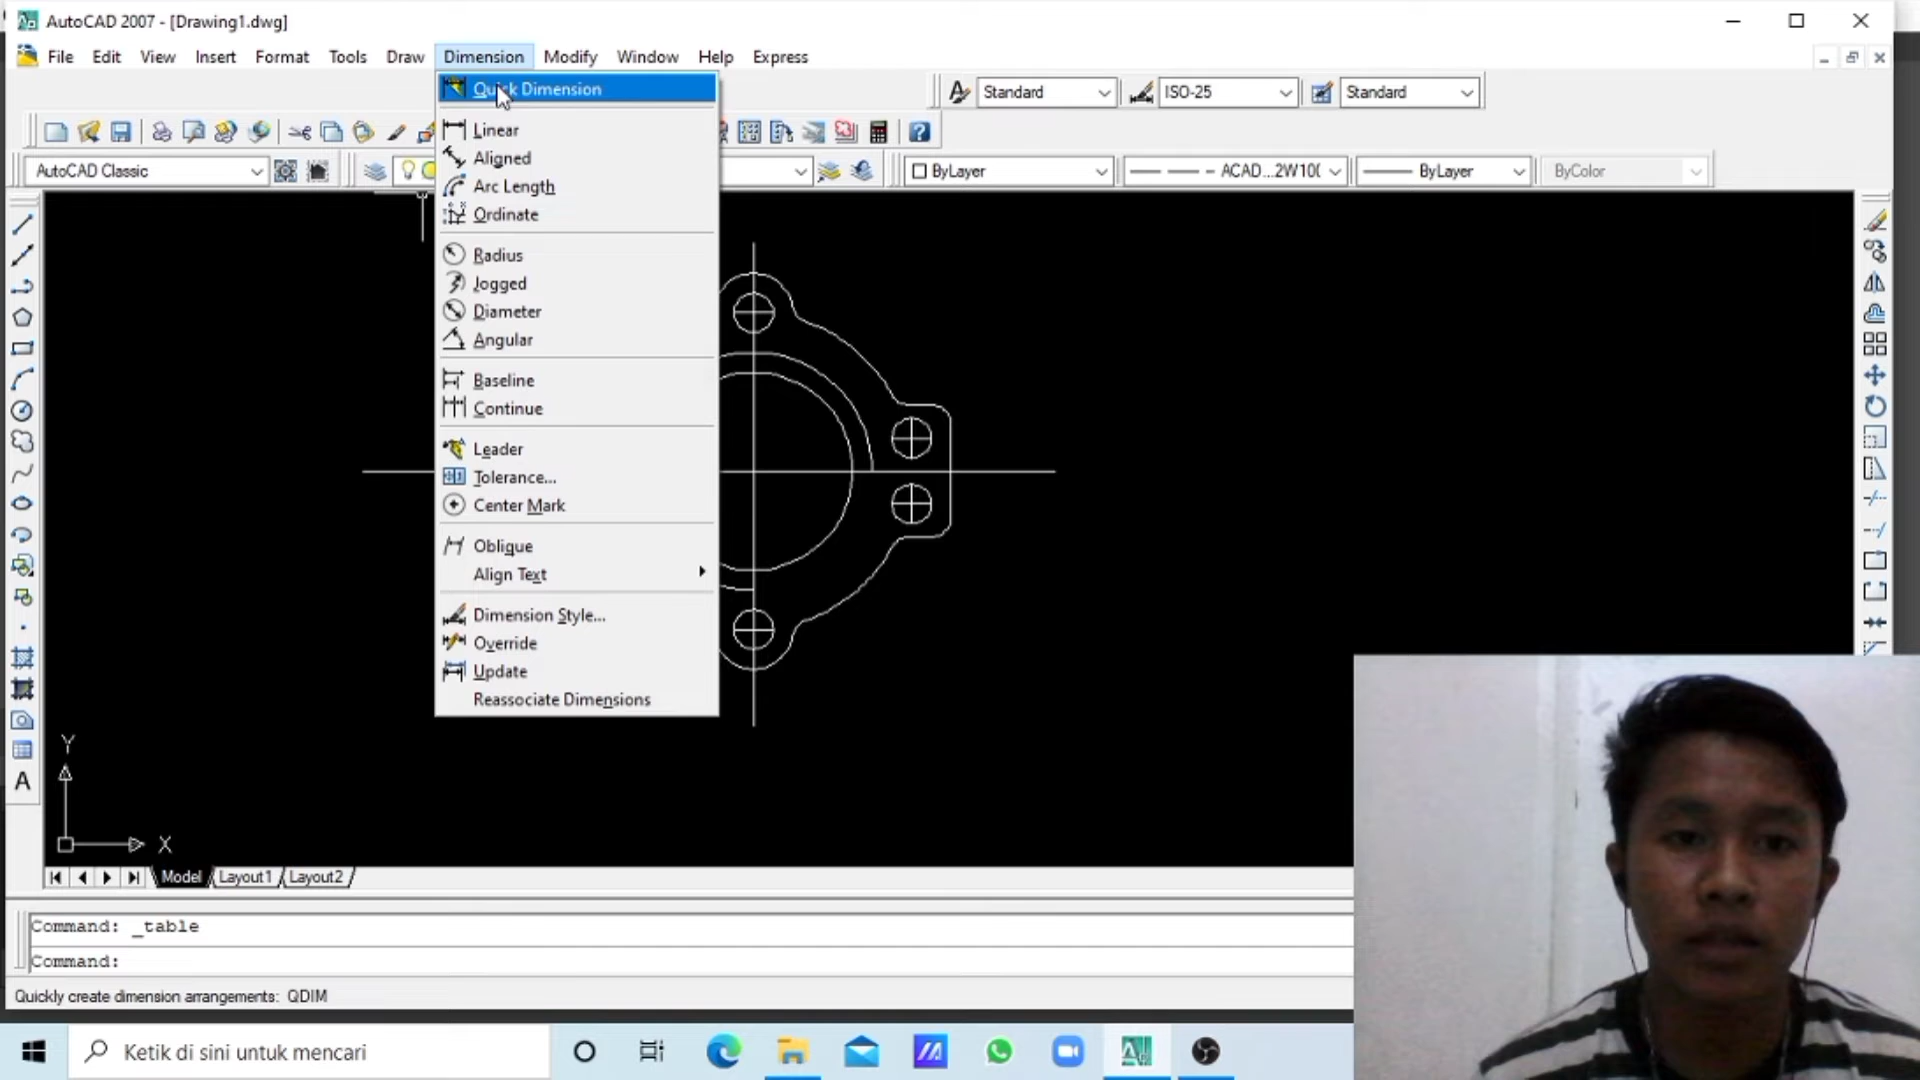 AutoCAD 2007 - [Drawing1.dwg]
File Edit View Insert Format Tools Draw Dimension Modify Window Help Express
Quick Dimension
Standard ISO-25 Standard
Linear
AutoCAD Classic
ByLayer ACAD...2W100 ByLayer ByColor
Aligned
Arc Length
Ordinate
Radius
Jogged
Diameter
Angular
Baseline
Continue
Leader
Tolerance...
Center Mark
Oblique
Align Text
Dimension Style...
Override
Update
Reassociate Dimensions
Y
X
A
Model Layout1 Layout2
Command: _table
Command:
Quickly create dimension arrangements: QDIM
Ketik di sini untuk mencari